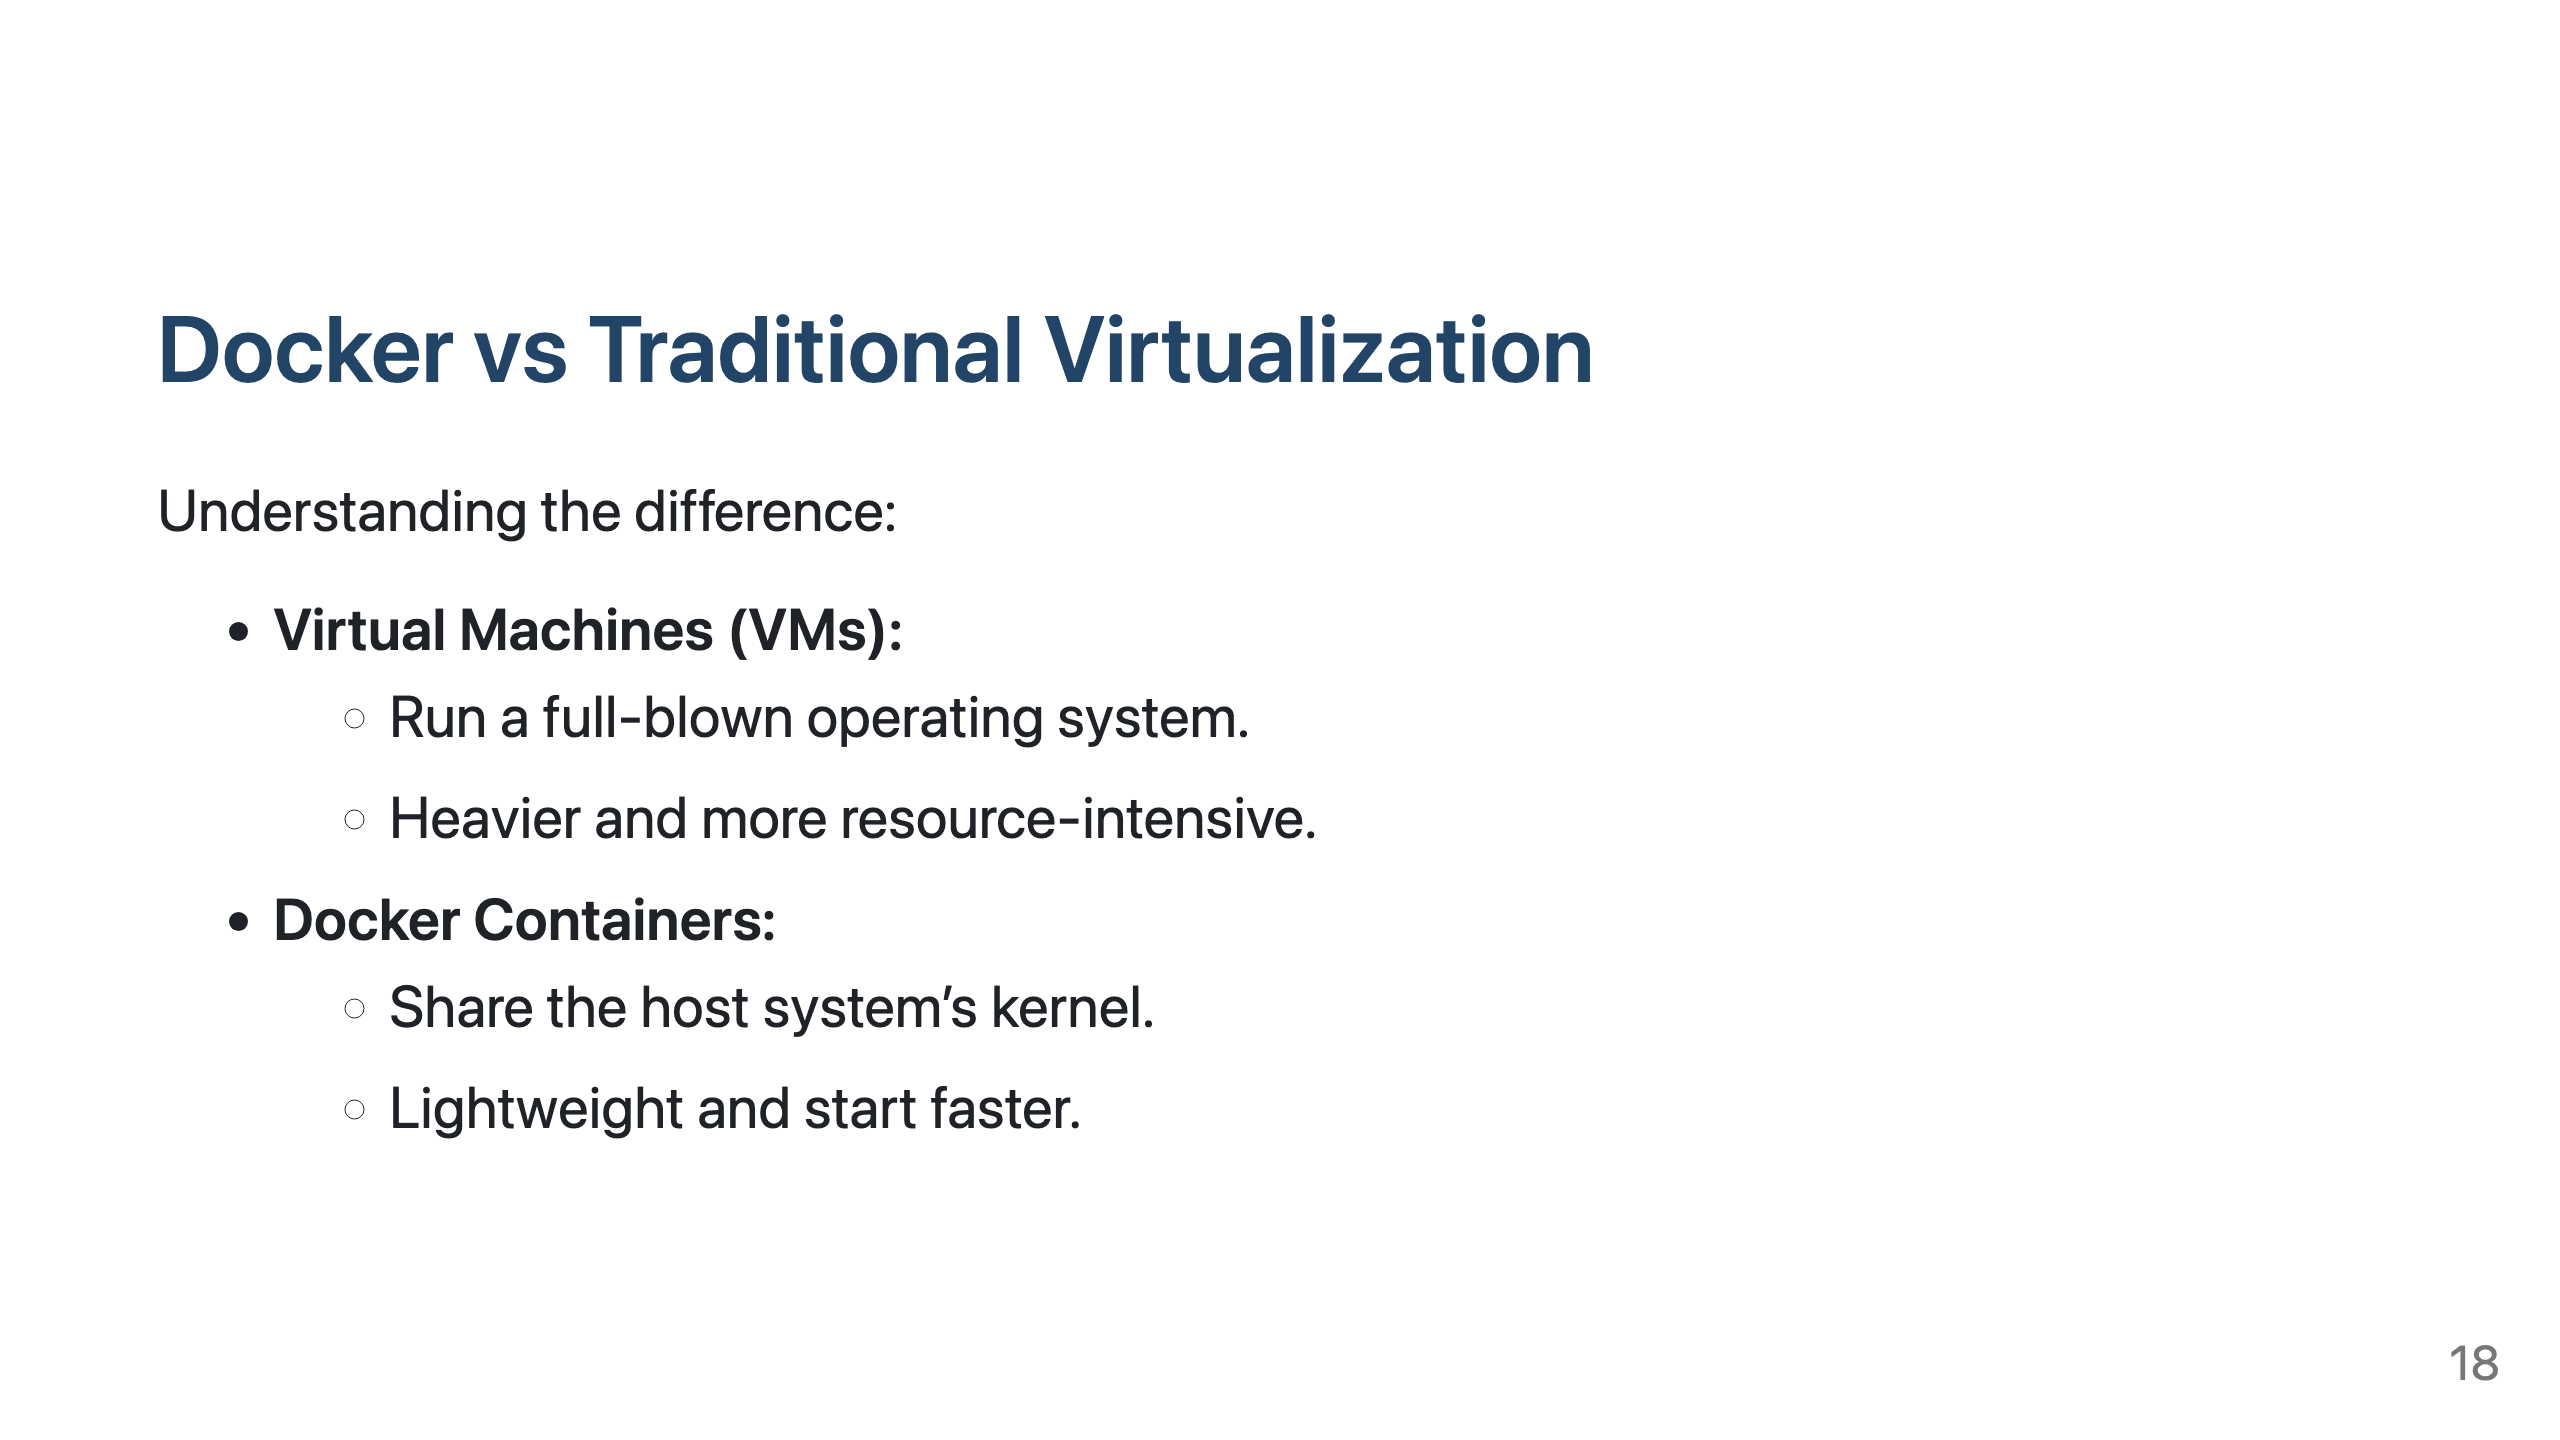 Docker vs Traditional Virtualization
Understanding the difference:
Virtual Machines (VMs):
Run a full-blown operating system.
Heavier and more resource-intensive.
Docker Containers:
Share the host system’s kernel.
Lightweight and start faster.
18